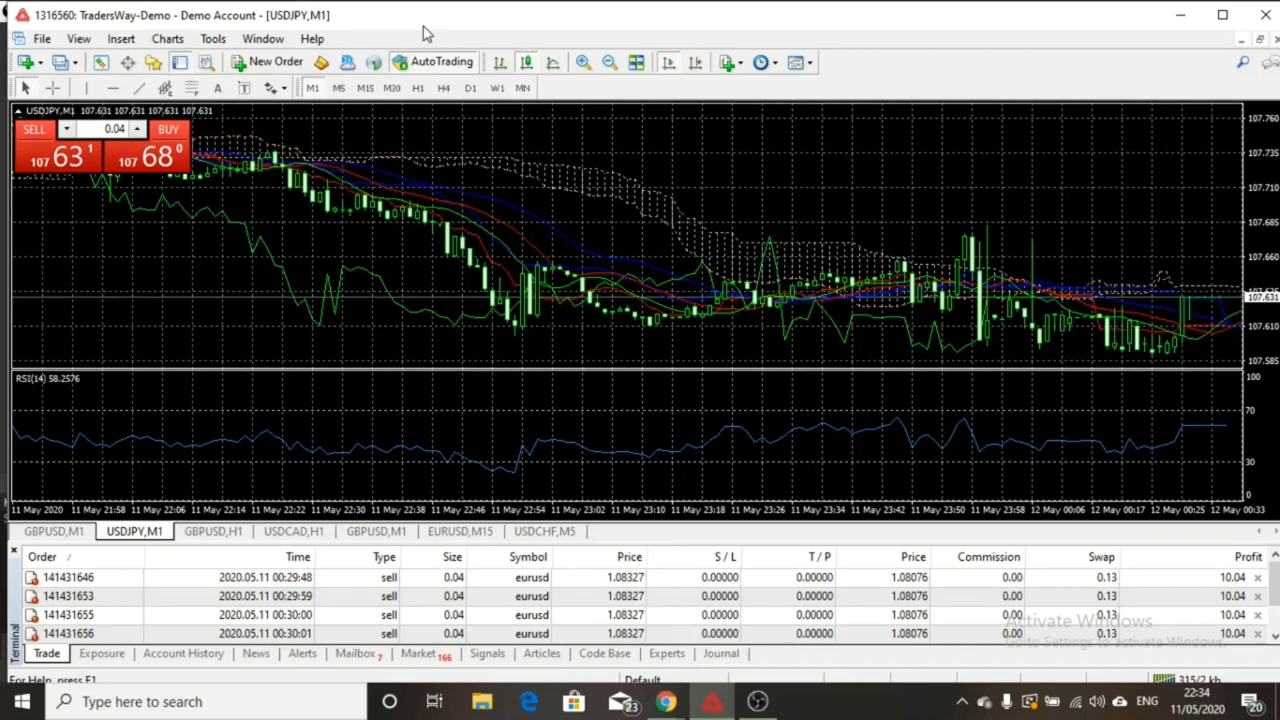 1316560: TradersWay-Demo - Demo Account - [USDJPY,M1]
File View Insert Charts Tools Window Help
New Order AutoTrading
A T M1 M5 M15 M30 H1 H4 D1 W1 MN
USDJPY,M1 107.631 107.631 107.631 107.631
SELL 0.04 BUY
107 63 1 107 68 0
107.760
107.735
107.710
107.685
107.660
107.631
107.610
107.585
RSI(14) 58.2576
100
70
30
0
11 May 2020 11 May 21:58 11 May 22:06 11 May 22:14 11 May 22:22 11 May 22:30 11 May 22:38 11 May 22:46 11 May 22:54 11 May 23:02 11 May 23:10 11 May 23:18 11 May 23:26 11 May 23:34 11 May 23:42 11 May 23:50 11 May 23:58 12 May 00:06 12 May 00:17 12 May 00:25 12 May 00:33
GBPUSD,M1 USDJPY,M1 GBPUSD,H1 USDCAD,H1 GBPUSD,M1 EURUSD,M15 USDCHF,M5
Order / Time Type Size Symbol Price S / L T / P Price Commission Swap Profit
141431646 2020.05.11 00:29:48 sell 0.04 eurusd 1.08327 0.00000 0.00000 1.08076 0.00 0.13 10.04
141431653 2020.05.11 00:29:59 sell 0.04 eurusd 1.08327 0.00000 0.00000 1.08076 0.00 0.13 10.04
141431655 2020.05.11 00:30:00 sell 0.04 eurusd 1.08327 0.00000 0.00000 1.08076 0.00 0.13 10.04
141431656 2020.05.11 00:30:01 sell 0.04 eurusd 1.08327 0.00000 0.00000 1.08076 0.00 0.13 10.04
Activate Windows
Go to Settings to activate Windows.
Terminal
Trade Exposure Account History News Alerts Mailbox 7 Market 166 Signals Articles Code Base Experts Journal
For Help, press F1 Default 315/2 kb
Type here to search 23 ENG 22:34
11/05/2020 20